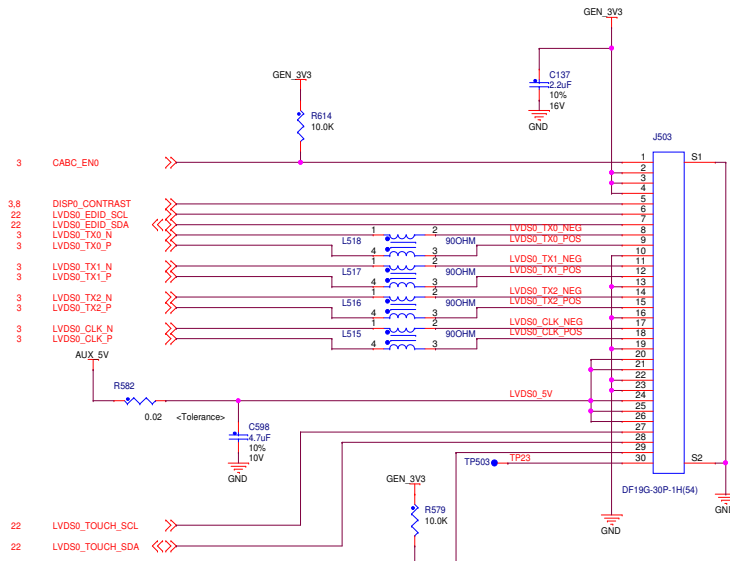 GEN_3V3
GEN_3V3
C137
2.2uF
10%
16V
GND
R614
10.0K
J503
3 CABC_EN0 1 S1
2
3
4
3,8 DISP0_CONTRAST 5
22 LVDS0_EDID_SCL 6
22 LVDS0_EDID_SDA 7
3 LVDS0_TX0_N 1 2 LVDS0_TX0_NEG 8
3 LVDS0_TX0_P L518 90OHM LVDS0_TX0_POS 9
4 3 10
3 LVDS0_TX1_N 1 2 LVDS0_TX1_NEG 11
3 LVDS0_TX1_P L517 90OHM LVDS0_TX1_POS 12
4 3 13
3 LVDS0_TX2_N 1 2 LVDS0_TX2_NEG 14
3 LVDS0_TX2_P L516 90OHM LVDS0_TX2_POS 15
4 3 16
3 LVDS0_CLK_N 1 2 LVDS0_CLK_NEG 17
3 LVDS0_CLK_P L515 90OHM LVDS0_CLK_POS 18
4 3 19
AUX_5V 20
21
22
R582 23
LVDS0_5V 24
0.02 <Tolerance> 25
26
C598 27
4.7uF 28
10% 29
10V TP503 TP23 30 S2
GND
GEN_3V3
DF19G-30P-1H(54)
GND
R579
10.0K
GND
22 LVDS0_TOUCH_SCL
22 LVDS0_TOUCH_SDA